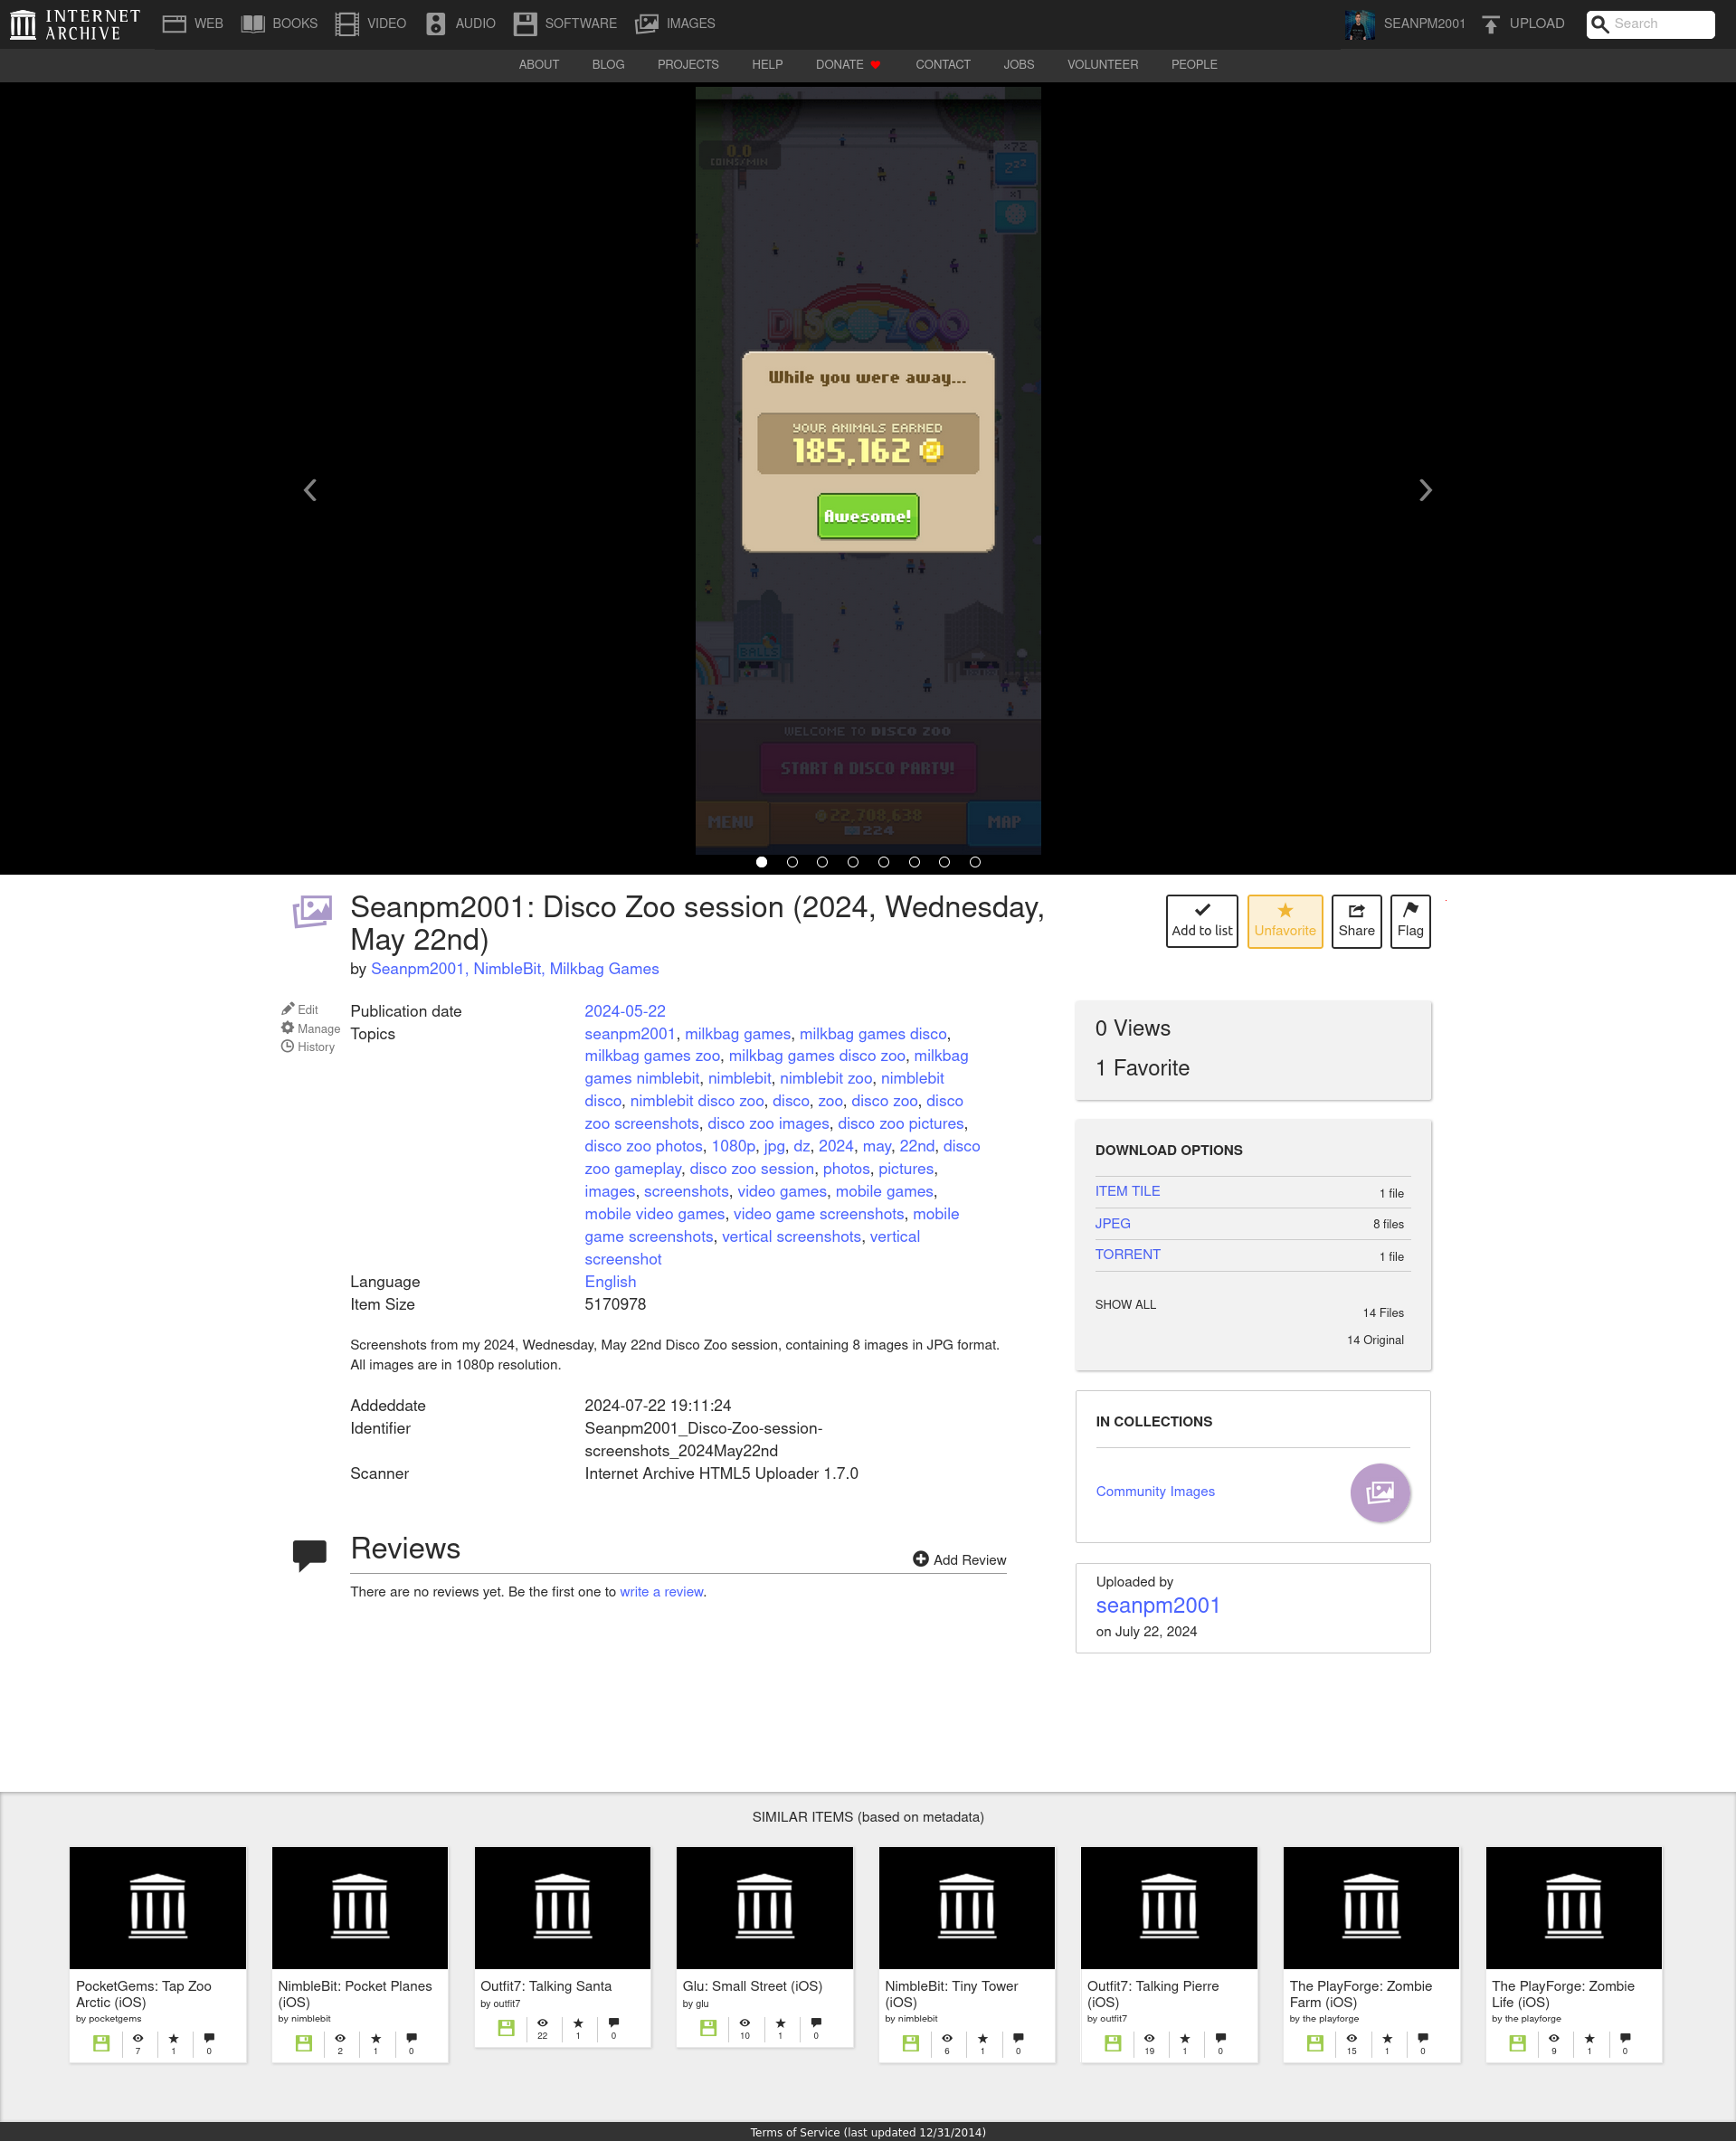 INTERNET ARCHIVE
WEB BOOKS VIDEO AUDIO SOFTWARE IMAGES SEANPM2001 UPLOAD Search
ABOUT BLOG PROJECTS HELP DONATE CONTACT JOBS VOLUNTEER PEOPLE
0.0
COINS/MIN
x72
zzz
x1
DISCO ZOO
While you were away...
YOUR ANIMALS EARNED
185,162
Awesome!
BALLS
WELCOME TO DISCO ZOO
START A DISCO PARTY!
MENU 22,708,638 MAP
224
Seanpm2001: Disco Zoo session (2024, Wednesday,
May 22nd)
by Seanpm2001, NimbleBit, Milkbag Games
Add to list Unfavorite Share Flag
Edit
Manage
History
Publication date 2024-05-22
Topics seanpm2001, milkbag games, milkbag games disco,
milkbag games zoo, milkbag games disco zoo, milkbag
games nimblebit, nimblebit, nimblebit zoo, nimblebit
disco, nimblebit disco zoo, disco, zoo, disco zoo, disco
zoo screenshots, disco zoo images, disco zoo pictures,
disco zoo photos, 1080p, jpg, dz, 2024, may, 22nd, disco
zoo gameplay, disco zoo session, photos, pictures,
images, screenshots, video games, mobile games,
mobile video games, video game screenshots, mobile
game screenshots, vertical screenshots, vertical
screenshot
Language English
Item Size 5170978
Screenshots from my 2024, Wednesday, May 22nd Disco Zoo session, containing 8 images in JPG format.
All images are in 1080p resolution.
Addeddate 2024-07-22 19:11:24
Identifier Seanpm2001_Disco-Zoo-session-
screenshots_2024May22nd
Scanner Internet Archive HTML5 Uploader 1.7.0
Reviews
Add Review
There are no reviews yet. Be the first one to write a review.
0 Views
1 Favorite
DOWNLOAD OPTIONS
ITEM TILE 1 file
JPEG 8 files
TORRENT 1 file
SHOW ALL 14 Files
14 Original
IN COLLECTIONS
Community Images
Uploaded by
seanpm2001
on July 22, 2024
SIMILAR ITEMS (based on metadata)
PocketGems: Tap Zoo
Arctic (iOS)
by pocketgems
7 1 0
NimbleBit: Pocket Planes
(iOS)
by nimblebit
2 1 0
Outfit7: Talking Santa
by outfit7
22 1 0
Glu: Small Street (iOS)
by glu
10 1 0
NimbleBit: Tiny Tower
(iOS)
by nimblebit
6 1 0
Outfit7: Talking Pierre
(iOS)
by outfit7
19 1 0
The PlayForge: Zombie
Farm (iOS)
by the playforge
15 1 0
The PlayForge: Zombie
Life (iOS)
by the playforge
9 1 0
Terms of Service (last updated 12/31/2014)